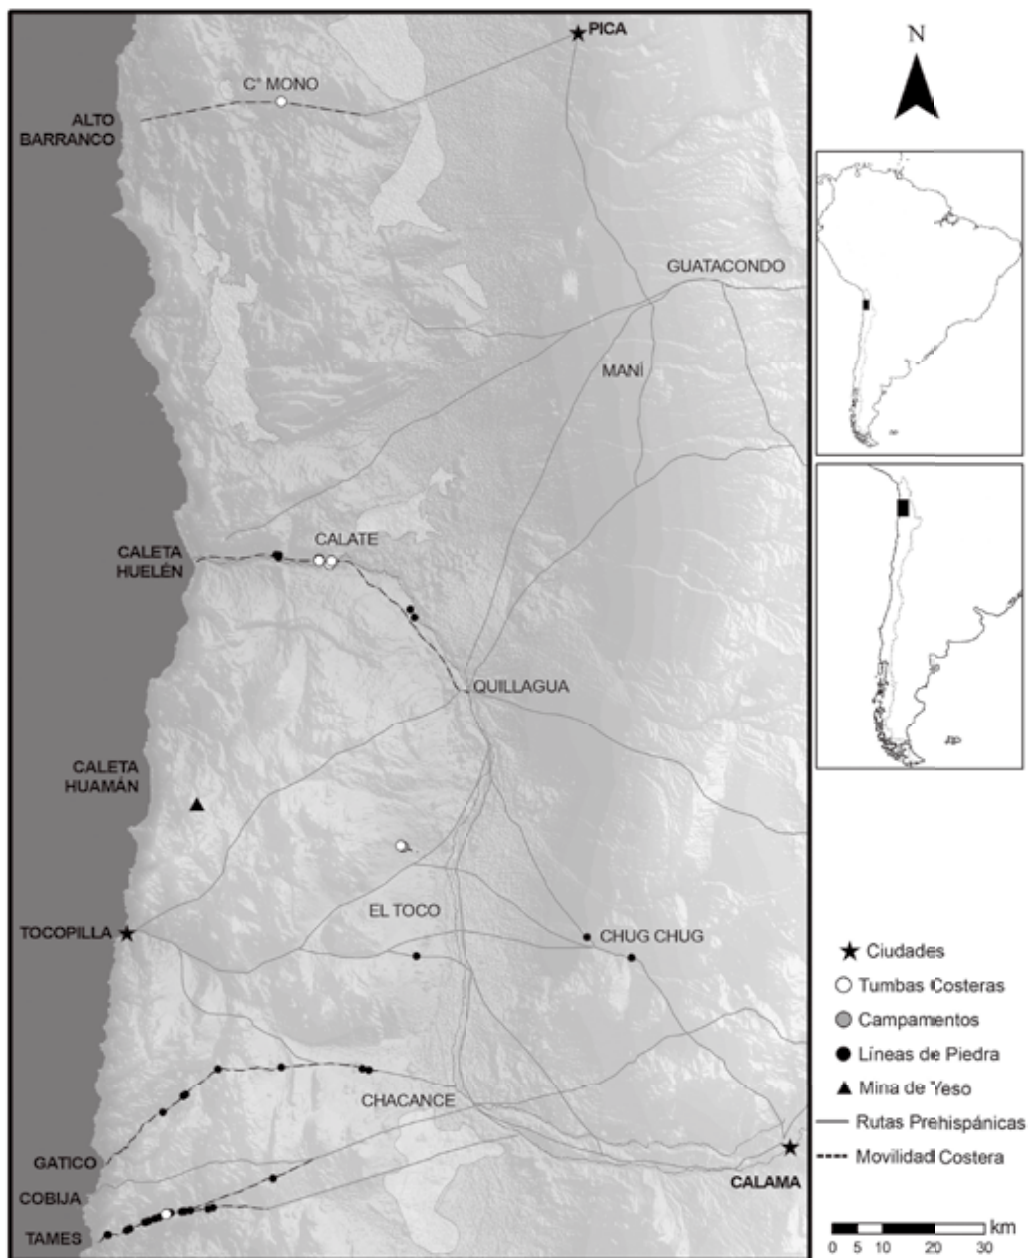 PICA
N
C° MONO
ALTO
BARRANCO
GUATACONDO
MANÍ
CALATE
CALETA
HUELÉN
QUILLAGUA
CALETA
HUAMÁN
EL TOCO
TOCOPILLA
CHUG CHUG
Ciudades
Tumbas Costeras
Campamentos
Líneas de Piedra
Mina de Yeso
Rutas Prehispánicas
Movilidad Costera
CHACANCE
GATICO
COBIJA
CALAMA
TAMES
km
0 5 10 20 30